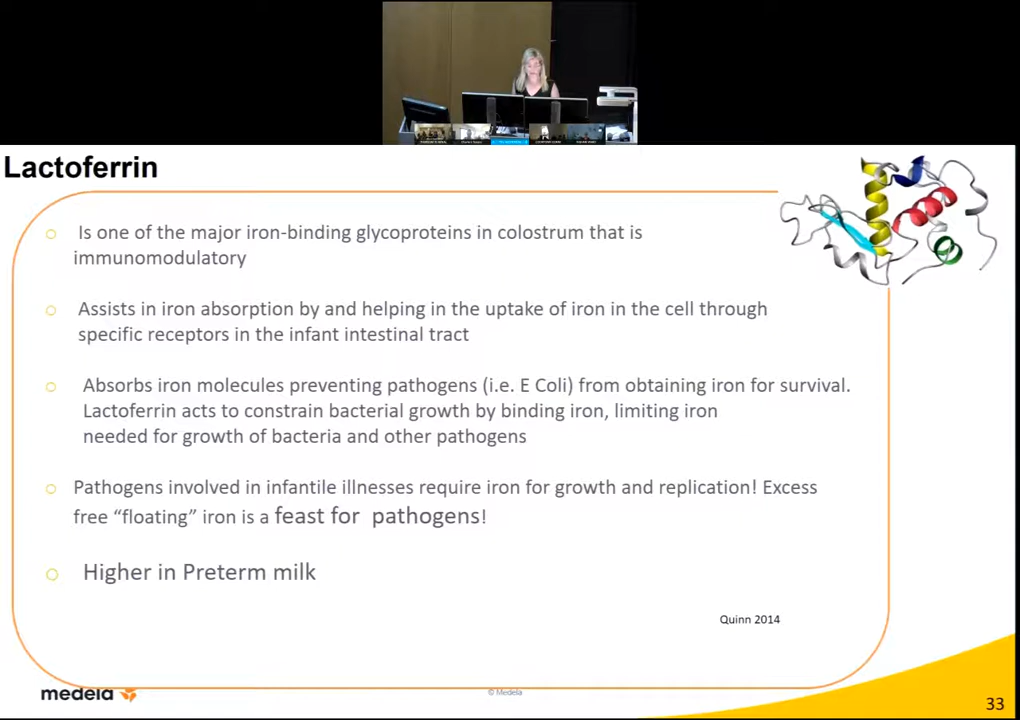 Lactoferrin
Is one of the major iron-binding glycoproteins in colostrum that is
immunomodulatory
Assists in iron absorption by and helping in the uptake of iron in the cell through
specific receptors in the infant intestinal tract
Absorbs iron molecules preventing pathogens (i.e. E Coli) from obtaining iron for survival.
Lactoferrin acts to constrain bacterial growth by binding iron, limiting iron
needed for growth of bacteria and other pathogens
Pathogens involved in infantile illnesses require iron for growth and replication! Excess
free “floating” iron is a feast for pathogens!
Higher in Preterm milk
Quinn 2014
medela
© Medela
33